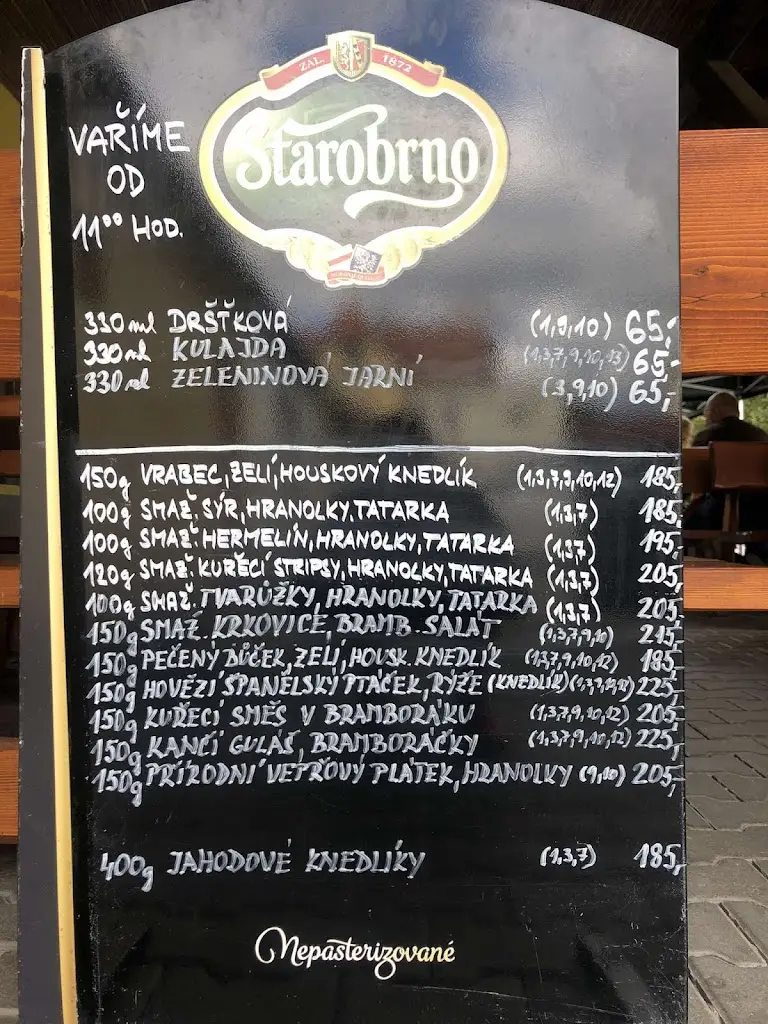 ZAL. 1872
Starobrno
VAŘÍME
OD
11°° HOD.
330 ml DRŠŤKOVÁ (1,9,10) 65,-
330 ml KULAJDA (1,3,7,9,10,13) 65,-
330 ml ZELENINOVÁ JARNÍ (3,9,10) 65,-
150g VRABEC, ZELÍ, HOUSKOVÝ KNEDLÍK (1,3,7,9,10,12) 185,
100g SMAŽ. SÝR, HRANOLKY, TATARKA (1,3,7) 185,
100g SMAŽ. HERMELÍN, HRANOLKY, TATARKA (1,3,7) 195,
120g SMAŽ. KUŘECÍ STRIPSY, HRANOLKY, TATARKA (1,3,7) 205,
100g SMAŽ. TVARŮŽKY, HRANOLKY, TATARKA (1,3,7) 205,
150g SMAŽ. KRKOVICE, BRAMB. SALÁT (1,3,7,9,10) 215,
150g PEČENÝ BŮČEK, ZELÍ, HOUSK. KNEDLÍK (1,3,7,9,10,12) 185,
150g HOVĚZÍ ŠPANĚLSKÝ PTÁČEK, RÝŽE (KNEDLÍK) 225,
150g KUŘECÍ SMĚS V BRAMBORÁKU (1,3,7,9,10,12) 205,
150g KANČÍ GULÁŠ, BRAMBORÁČKY (1,3,7,9,10,12) 225,
150g PŘÍRODNÍ VEPŘOVÝ PLÁTEK, HRANOLKY (9,10) 205,-
400g JAHODOVÉ KNEDLÍKY (1,3,7) 185,
Nepasterizované